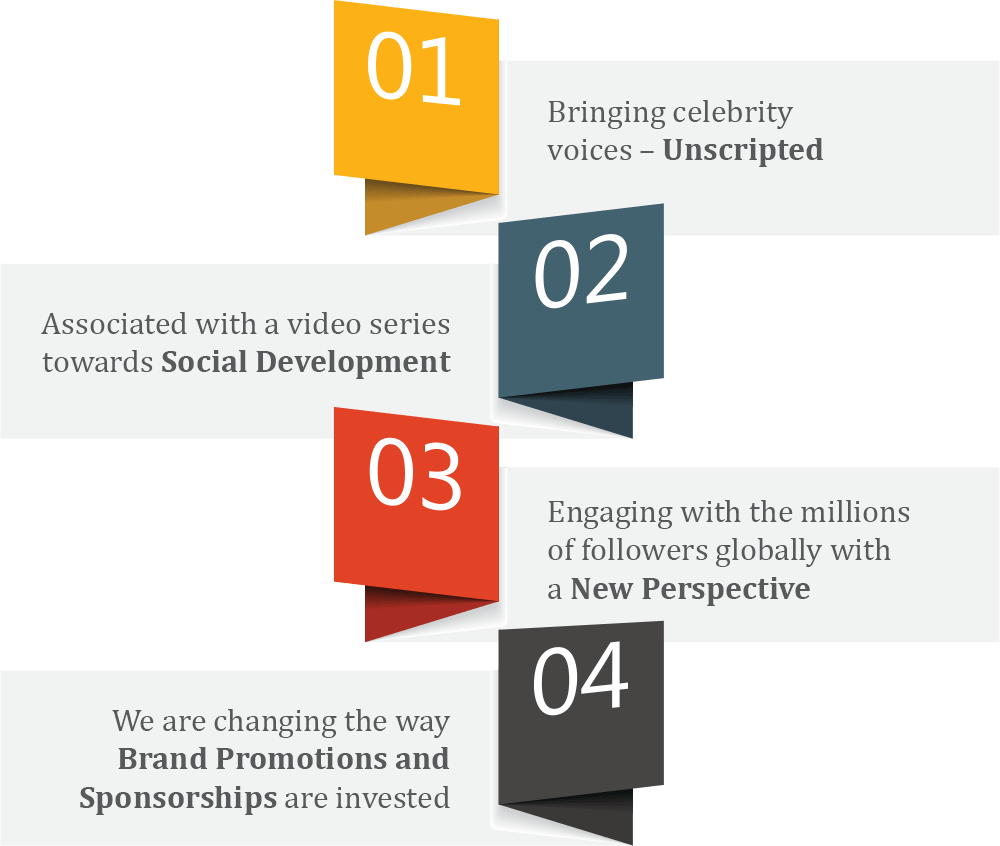 01
Bringing celebrity
voices – Unscripted
02
Associated with a video series
towards Social Development
03
Engaging with the millions
of followers globally with
a New Perspective
04
We are changing the way
Brand Promotions and
Sponsorships are invested